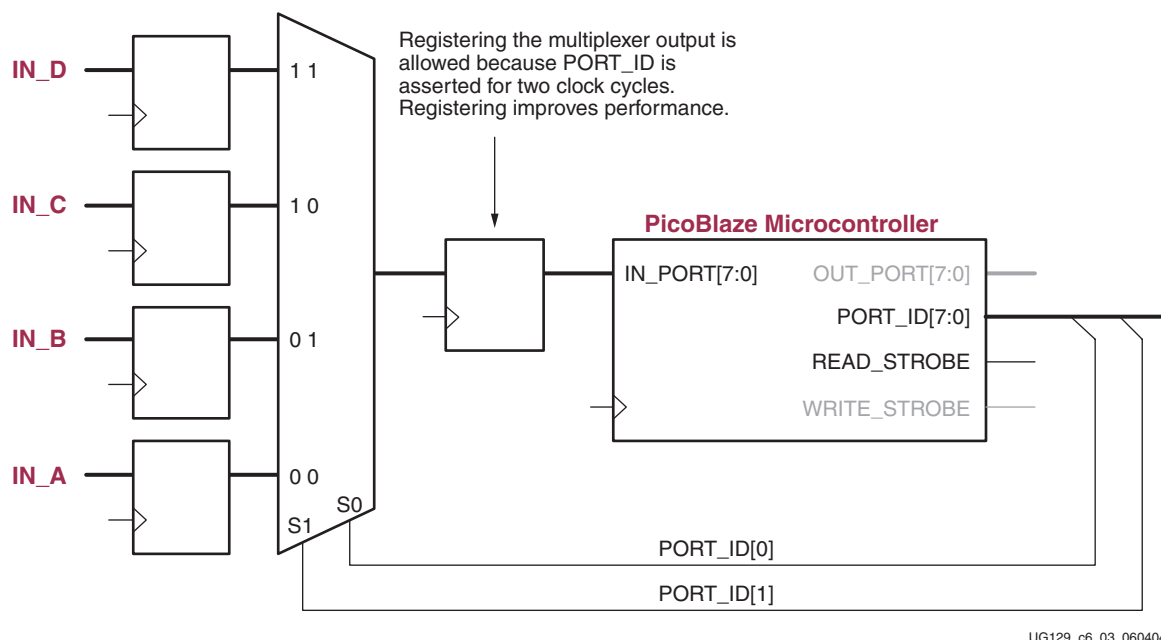 Registering the multiplexer output is
allowed because PORT_ID is
asserted for two clock cycles.
Registering improves performance.
IN_D
1 1
IN_C
1 0
PicoBlaze Microcontroller
IN_PORT[7:0]
OUT_PORT[7:0]
PORT_ID[7:0]
IN_B
0 1
READ_STROBE
WRITE_STROBE
IN_A
0 0
S0
S1
PORT_ID[0]
PORT_ID[1]